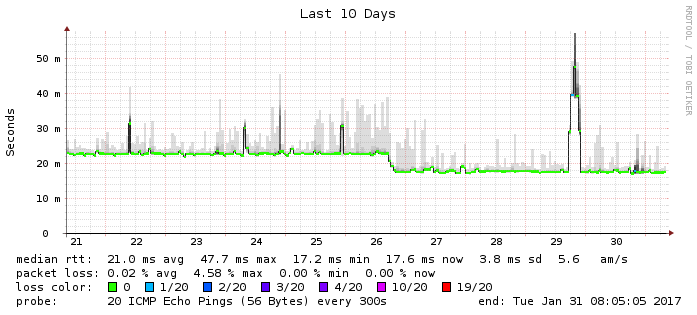 Last 10 Days
RRDTOOL / TOBI OETIKER
Seconds
50 m
40 m
30 m
20 m
10 m
0
21 22 23 24 25 26 27 28 29 30
median rtt: 21.0 ms avg 47.7 ms max 17.2 ms min 17.6 ms now 3.8 ms sd 5.6 am/s
packet loss: 0.02 % avg 4.58 % max 0.00 % min 0.00 % now
loss color: 0 1/20 2/20 3/20 4/20 10/20 19/20
probe: 20 ICMP Echo Pings (56 Bytes) every 300s end: Tue Jan 31 08:05:05 2017